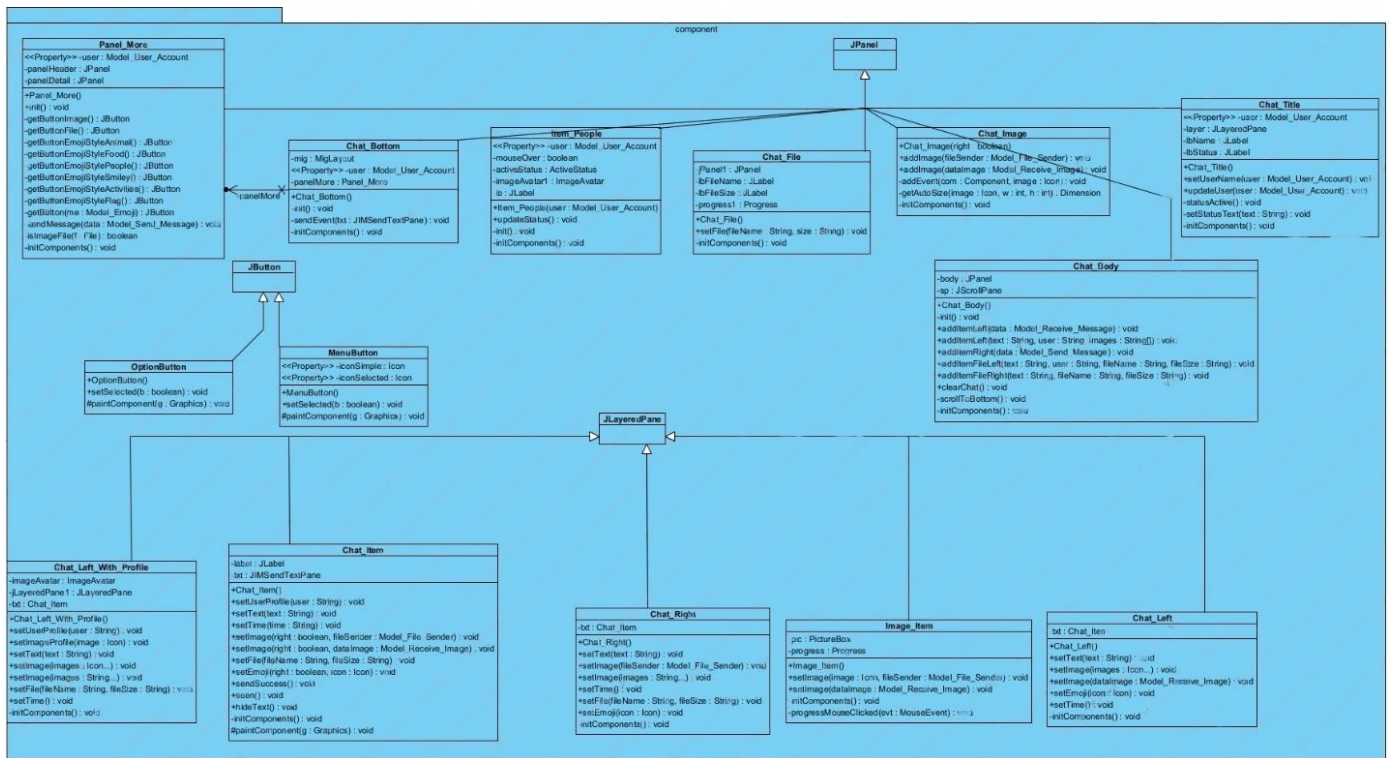 component
Panel_More
<<Property>> -user : Model_User_Account
-panelHeader : JPanel
-panelDetail : JPanel
+Panel_More()
+init() : void
-getButtonImage() : JButton
-getButtonFile() : JButton
-getButtonEmojiStyleAnimal() : JButton
-getButtonEmojiStyleFood() : JButton
-getButtonEmojiStylePeople() : JButton
-getButtonEmojiStyleSmiley() : JButton
-getButtonEmojiStyleActivities() : JButton
-getButtonEmojiStyleFlag() : JButton
-getButton(me : Model_Emoji) : JButton
-sendMessage(data : Model_Send_Message) : void
-isImageFile(f : File) : boolean
-initComponents() : void
-panelMore
Chat_Bottom
-mig : MigLayout
<<Property>> -user : Model_User_Account
-panelMore : Panel_More
+Chat_Bottom()
-init() : void
-sendEvent(txt : JIMSendTextPane) : void
-initComponents() : void
Item_People
<<Property>> -user : Model_User_Account
-mouseOver : boolean
-activeStatus : ActiveStatus
-imageAvatar1 : ImageAvatar
-lb : JLabel
+Item_People(user : Model_User_Account)
+updateStatus() : void
-init() : void
-initComponents() : void
JPanel
Chat_File
-jPanel1 : JPanel
-lbFileName : JLabel
-lbFileSize : JLabel
-progress1 : Progress
+Chat_File()
+setFile(fileName : String, size : String) : void
-initComponents() : void
Chat_Image
+Chat_Image(right : boolean)
+addImage(fileSender : Model_File_Sender) : void
+addImage(dataImage : Model_Receive_Image) : void
-addEvent(com : Component, image : Icon) : void
-getAutoSize(image : Icon, w : int, h : int) : Dimension
-initComponents() : void
Chat_Title
<<Property>> -user : Model_User_Account
-layer : JLayeredPane
-lbName : JLabel
-lbStatus : JLabel
+Chat_Title()
+setUserName(user : Model_User_Account) : void
+updateUser(user : Model_User_Account) : void
-statusActive() : void
-setStatusText(text : String) : void
-initComponents() : void
Chat_Body
-body : JPanel
-sp : JScrollPane
+Chat_Body()
-init() : void
+addItemLeft(data : Model_Receive_Message) : void
+addItemLeft(text : String, user : String, images : String[]) : void
+addItemRight(data : Model_Send_Message) : void
+addItemFileLeft(text : String, user : String, fileName : String, fileSize : String) : void
+addItemFileRight(text : String, fileName : String, fileSize : String) : void
+clearChat() : void
-scrollToBottom() : void
-initComponents() : void
JButton
OptionButton
+OptionButton()
+setSelected(b : boolean) : void
#paintComponent(g : Graphics) : void
MenuButton
<<Property>> -iconSimple : Icon
<<Property>> -iconSelected : Icon
+MenuButton()
+setSelected(b : boolean) : void
#paintComponent(g : Graphics) : void
JLayeredPane
Chat_Left_With_Profile
-imageAvatar : ImageAvatar
-jLayeredPane1 : JLayeredPane
-txt : Chat_Item
+Chat_Left_With_Profile()
+setUserProfile(user : String) : void
+setImageProfile(image : Icon) : void
+setText(text : String) : void
+setImage(images : Icon...) : void
+setImage(images : String...) : void
+setFile(fileName : String, fileSize : String) : void
+setTime() : void
-initComponents() : void
Chat_Item
-label : JLabel
-txt : JIMSendTextPane
+Chat_Item()
+setUserProfile(user : String) : void
+setText(text : String) : void
+setTime(time : String) : void
+setImage(right : boolean, fileSender : Model_File_Sender) : void
+setImage(right : boolean, dataImage : Model_Receive_Image) : void
+setFile(fileName : String, fileSize : String) : void
+setEmoji(right : boolean, icon : Icon) : void
+sendSuccess() : void
+seen() : void
+hideText() : void
-initComponents() : void
#paintComponent(g : Graphics) : void
Chat_Right
-txt : Chat_Item
+Chat_Right()
+setText(text : String) : void
+setImage(fileSender : Model_File_Sender) : void
+setImage(images : String...) : void
+setTime() : void
+setFile(fileName : String, fileSize : String) : void
+setEmoji(icon : Icon) : void
-initComponents() : void
Image_Item
-pic : PictureBox
-progress : Progress
+Image_Item()
+setImage(image : Icon, fileSender : Model_File_Sender) : void
+setImage(dataImage : Model_Receive_Image) : void
-initComponents() : void
-progressMouseClicked(evt : MouseEvent) : void
Chat_Left
-txt : Chat_Item
+Chat_Left()
+setText(text : String) : void
+setImage(images : Icon...) : void
+setImage(dataImage : Model_Receive_Image) : void
+setEmoji(icon : Icon) : void
+setTime() : void
-initComponents() : void